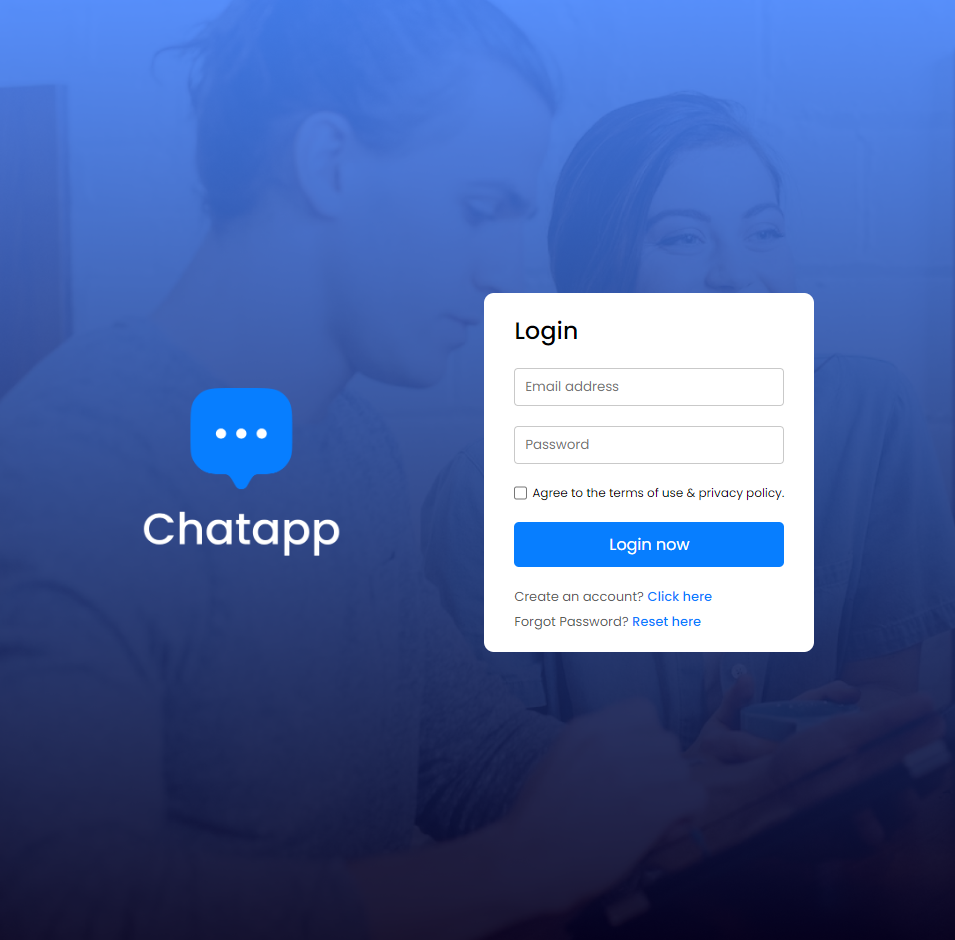 Login
Email address
Password
Agree to the terms of use & privacy policy.
Login now
Create an account? Click here
Forgot Password? Reset here
Chatapp